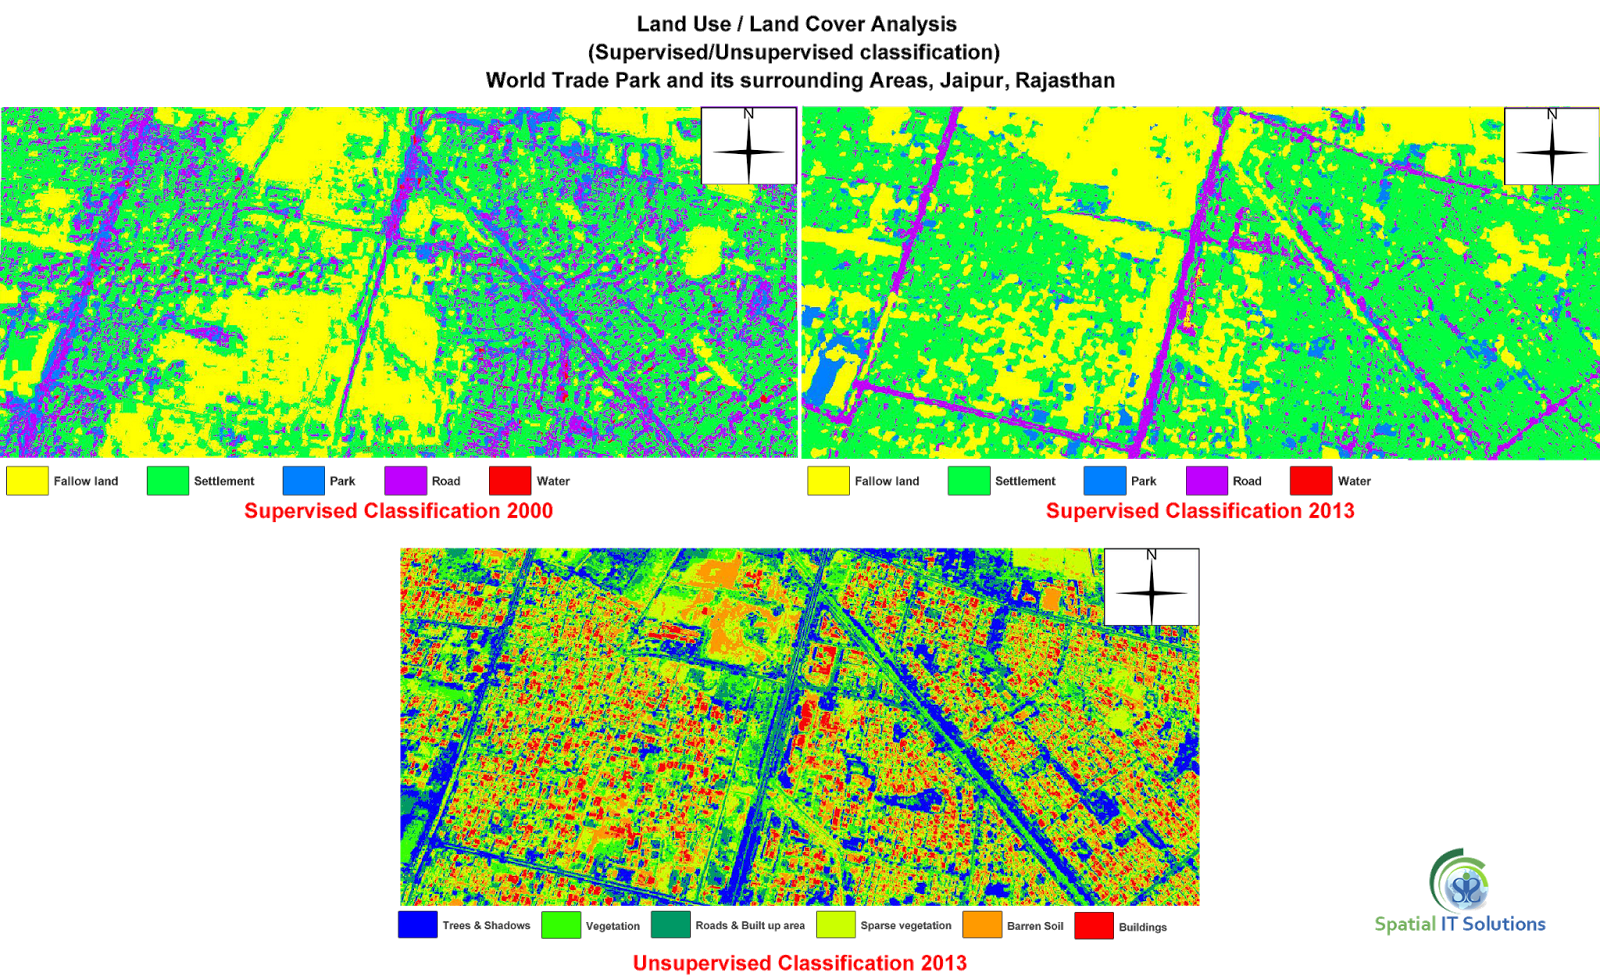 Land Use / Land Cover Analysis
(Supervised/Unsupervised classification)
World Trade Park and its surrounding Areas, Jaipur, Rajasthan
N
N
Fallow land Settlement Park Road Water
Fallow land Settlement Park Road Water
Supervised Classification 2000
Supervised Classification 2013
N
Trees & Shadows Vegetation Roads & Built up area Sparse vegetation Barren Soil Buildings
Unsupervised Classification 2013
Spatial IT Solutions